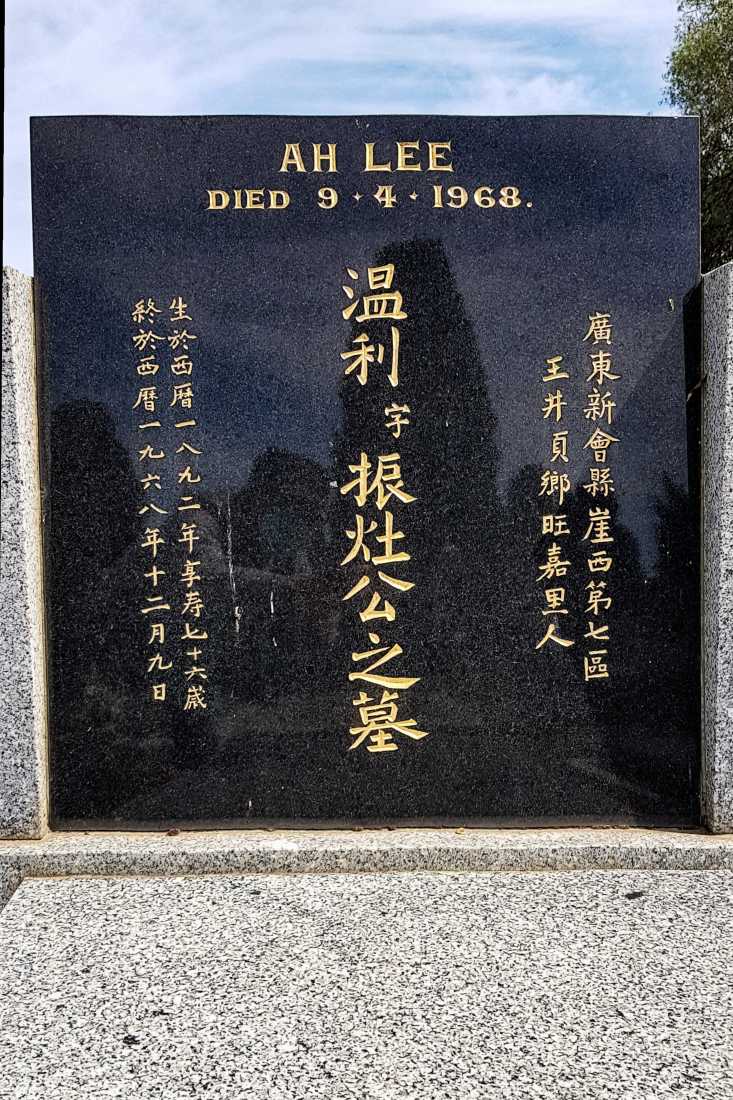 AH LEE
DIED 9·4·1968.
廣東新會縣崖西第七區
王井頁鄉旺嘉里人
温利字振灶公之墓
生於西曆一八九二年享寿七十六歲
終於西曆一九六八年十二月九日